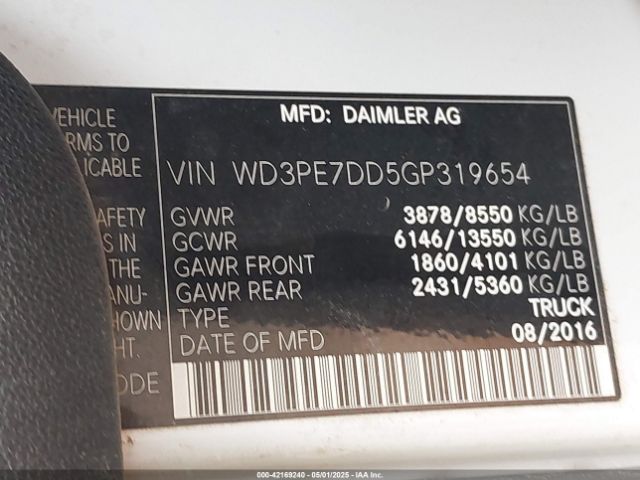 VEHICLE
RMS TO
LICABLE
AFETY
S IN
THE
ANU-
HOWN
HT.
ODE
MFD: DAIMLER AG
VIN WD3PE7DD5GP319654
GVWR 3878/8550 KG/LB
GCWR 6146/13550 KG/LB
GAWR FRONT 1860/4101 KG/LB
GAWR REAR 2431/5360 KG/LB
TYPE TRUCK
DATE OF MFD 08/2016
000-42169240 - 05/01/2025 - IAA Inc.